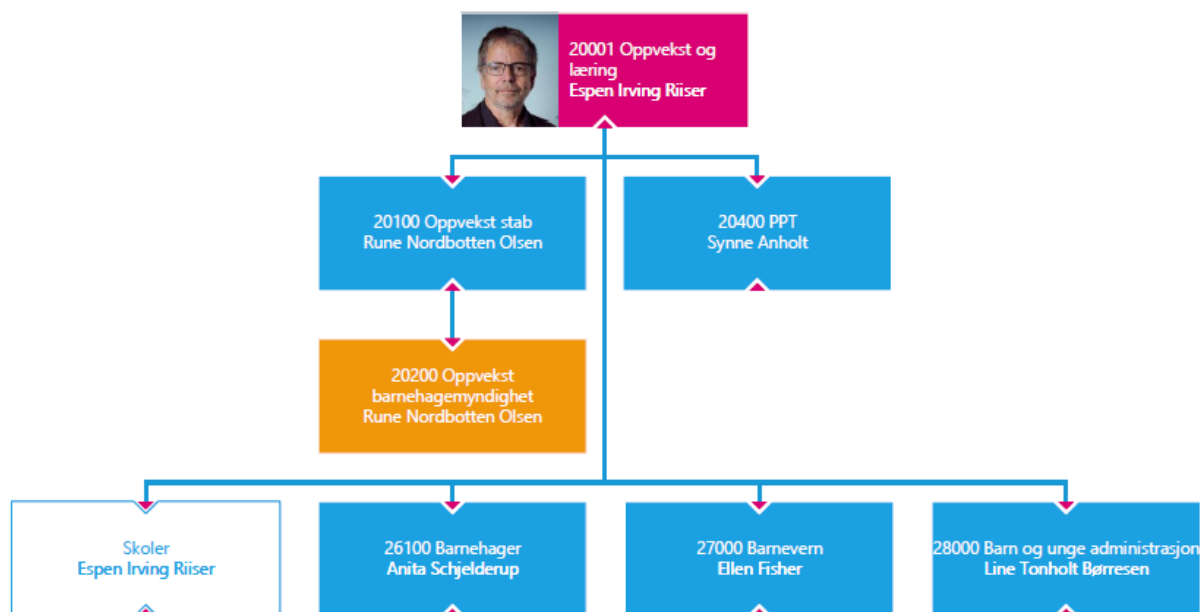 20001 Oppvekst og
læring
Espen Irving Riiser
20100 Oppvekst stab
Rune Nordbotten Olsen
20400 PPT
Synne Anholt
20200 Oppvekst
barnehagemyndighet
Rune Nordbotten Olsen
Skoler
Espen Irving Riiser
26100 Barnehager
Anita Schjelderup
27000 Barnevern
Ellen Fisher
28000 Barn og unge administrasjon
Line Tonholt Børresen